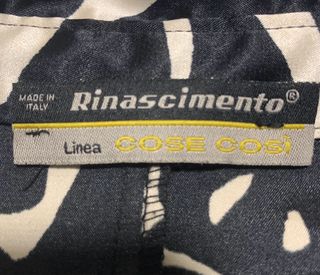 MADE IN
ITALY
Rinascimento®
Linea COSE COSÌ